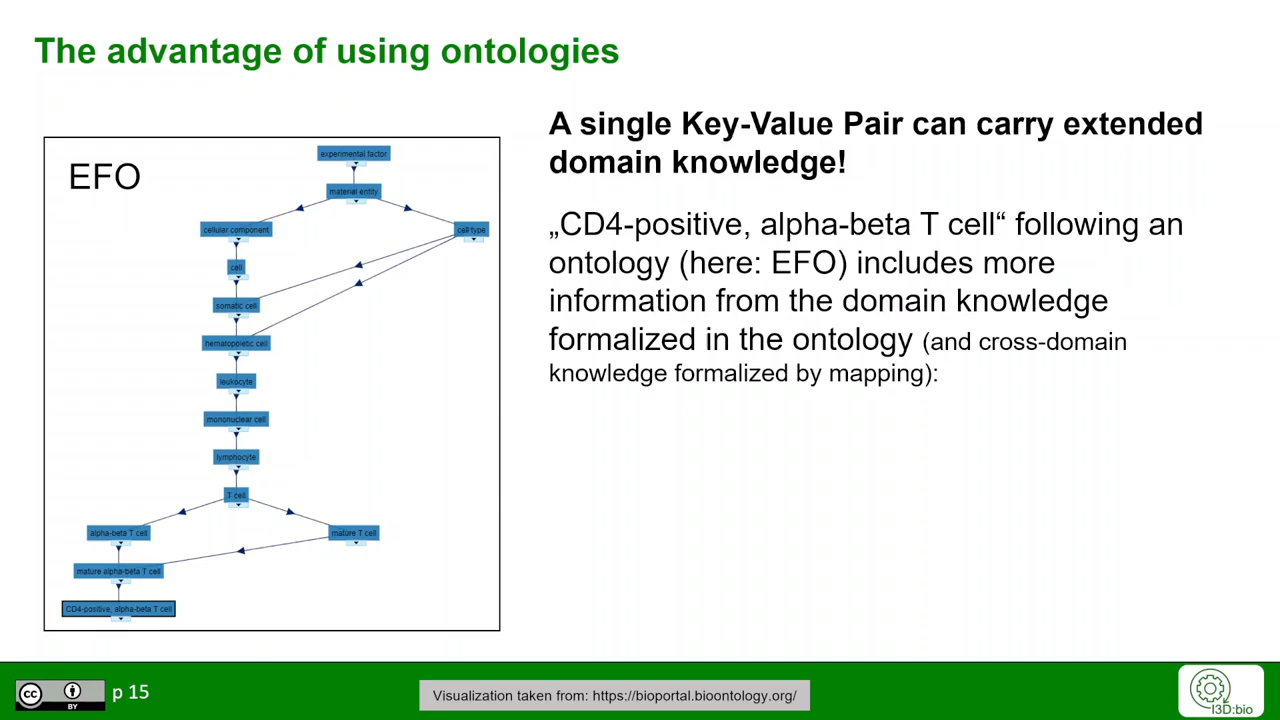 The advantage of using ontologies
EFO
experimental factor
material entity
cellular component
cell type
cell
somatic cell
hematopoietic cell
leukocyte
mononuclear cell
lymphocyte
T cell
alpha-beta T cell
mature T cell
mature alpha-beta T cell
CD4-positive, alpha-beta T cell
A single Key-Value Pair can carry extended
domain knowledge!
„CD4-positive, alpha-beta T cell“ following an
ontology (here: EFO) includes more
information from the domain knowledge
formalized in the ontology (and cross-domain
knowledge formalized by mapping):
cc
BY
p 15
Visualization taken from: https://bioportal.bioontology.org/
I3D:bio